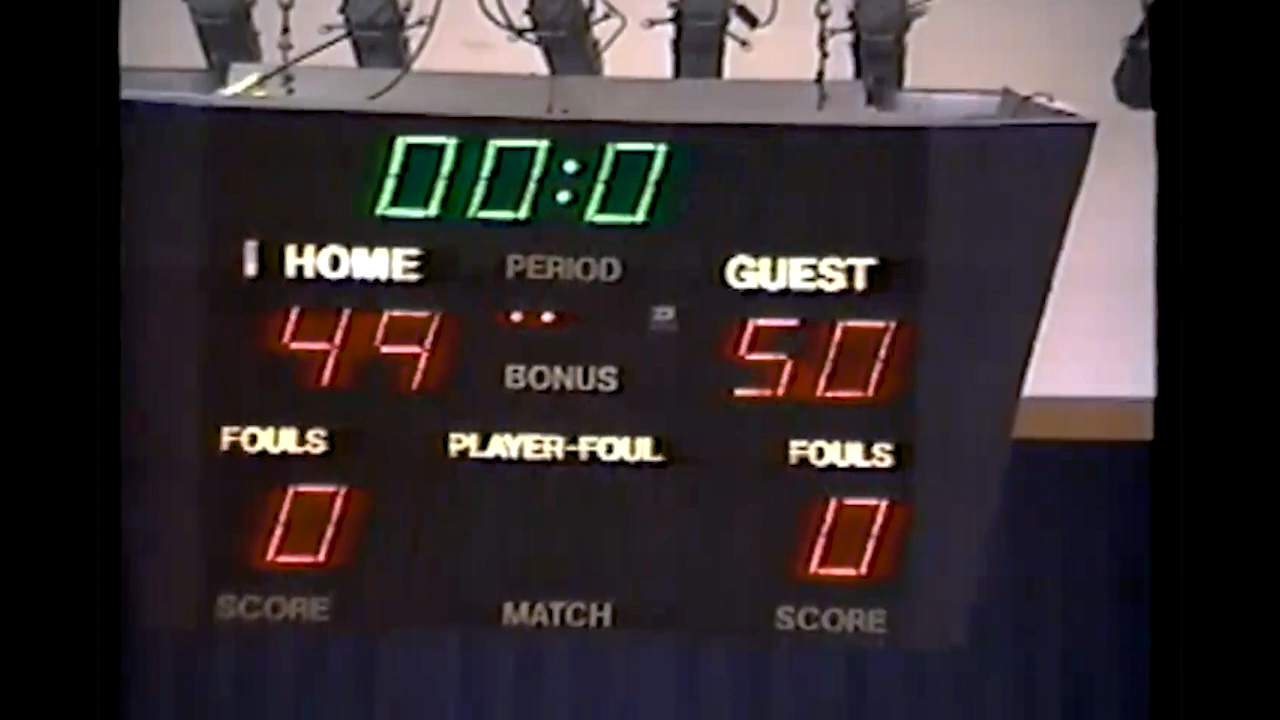 00:0
HOME PERIOD GUEST
49 50
BONUS
FOULS PLAYER-FOUL FOULS
0 0
SCORE MATCH SCORE